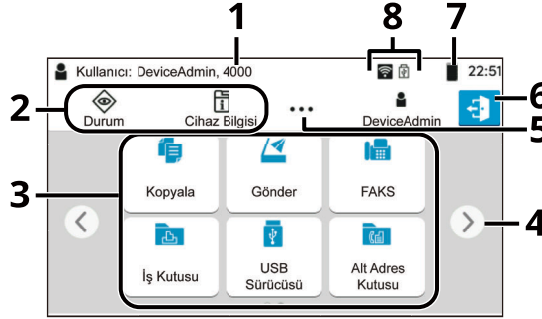 1
8
7
Kullanıcı: DeviceAdmin, 4000
22:51
2
Durum
Cihaz Bilgisi
...
DeviceAdmin
6
5
3
Kopyala
Gönder
FAKS
4
İş Kutusu
USB
Sürücüsü
Alt Adres
Kutusu